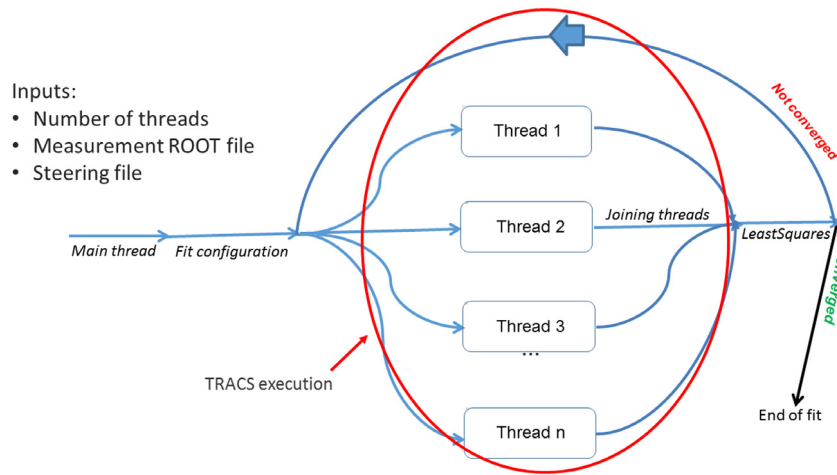 Inputs:
• Number of threads
• Measurement ROOT file
• Steering file
Not converged
Thread 1
Thread 2
Joining threads
Main thread
Fit configuration
LeastSquares
Thread 3
...
TRACS execution
Thread n
End of fit